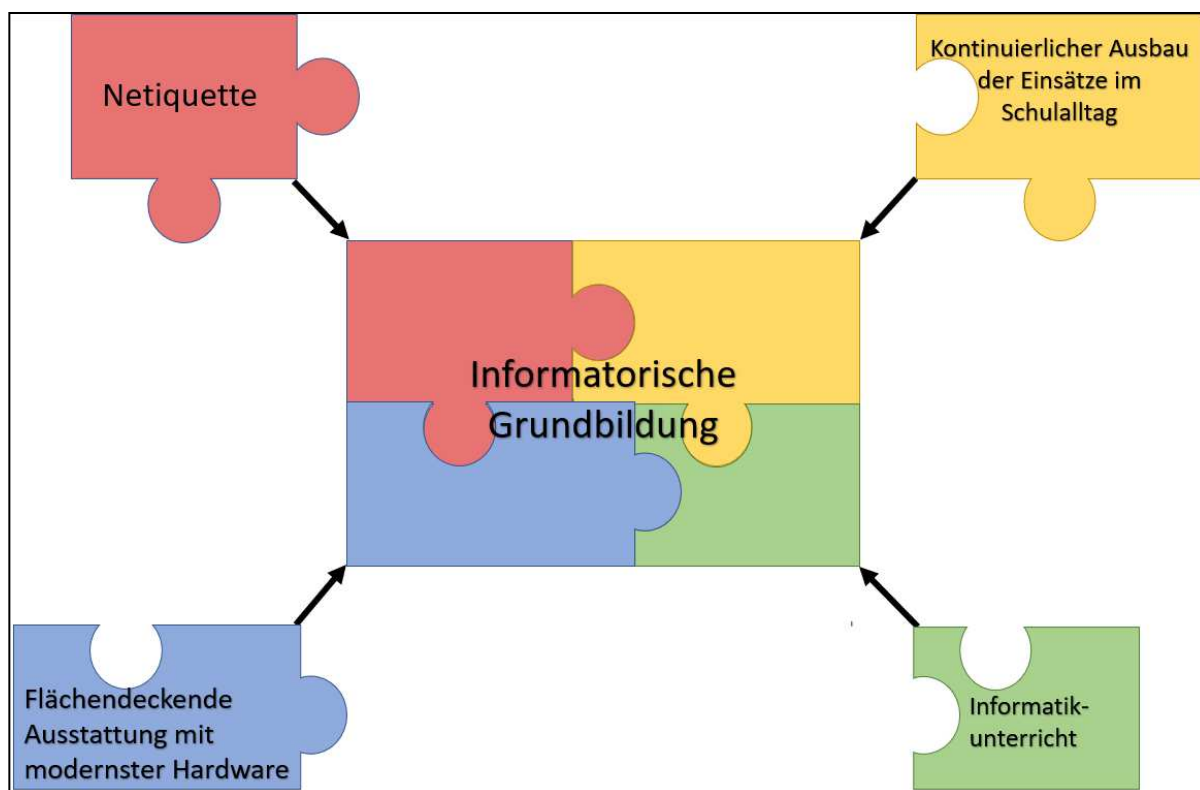 Netiquette
Kontinuierlicher Ausbau
der Einsätze im
Schulalltag
Informatorische
Grundbildung
Flächendeckende
Ausstattung mit
modernster Hardware
Informatik-
unterricht